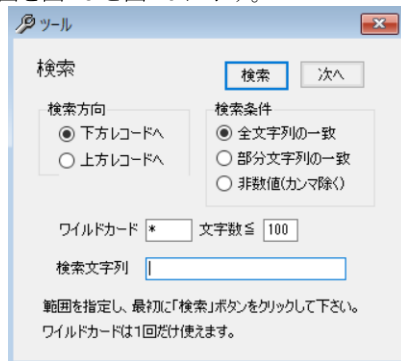 ツール
検索
検索
次へ
検索方向
下方レコードへ
上方レコードへ
検索条件
全文字列の一致
部分文字列の一致
非数値(カンマ除く)
ワイルドカード *
文字数≦ 100
検索文字列
範囲を指定し、最初に「検索」ボタンをクリックして下さい。
ワイルドカードは1回だけ使えます。